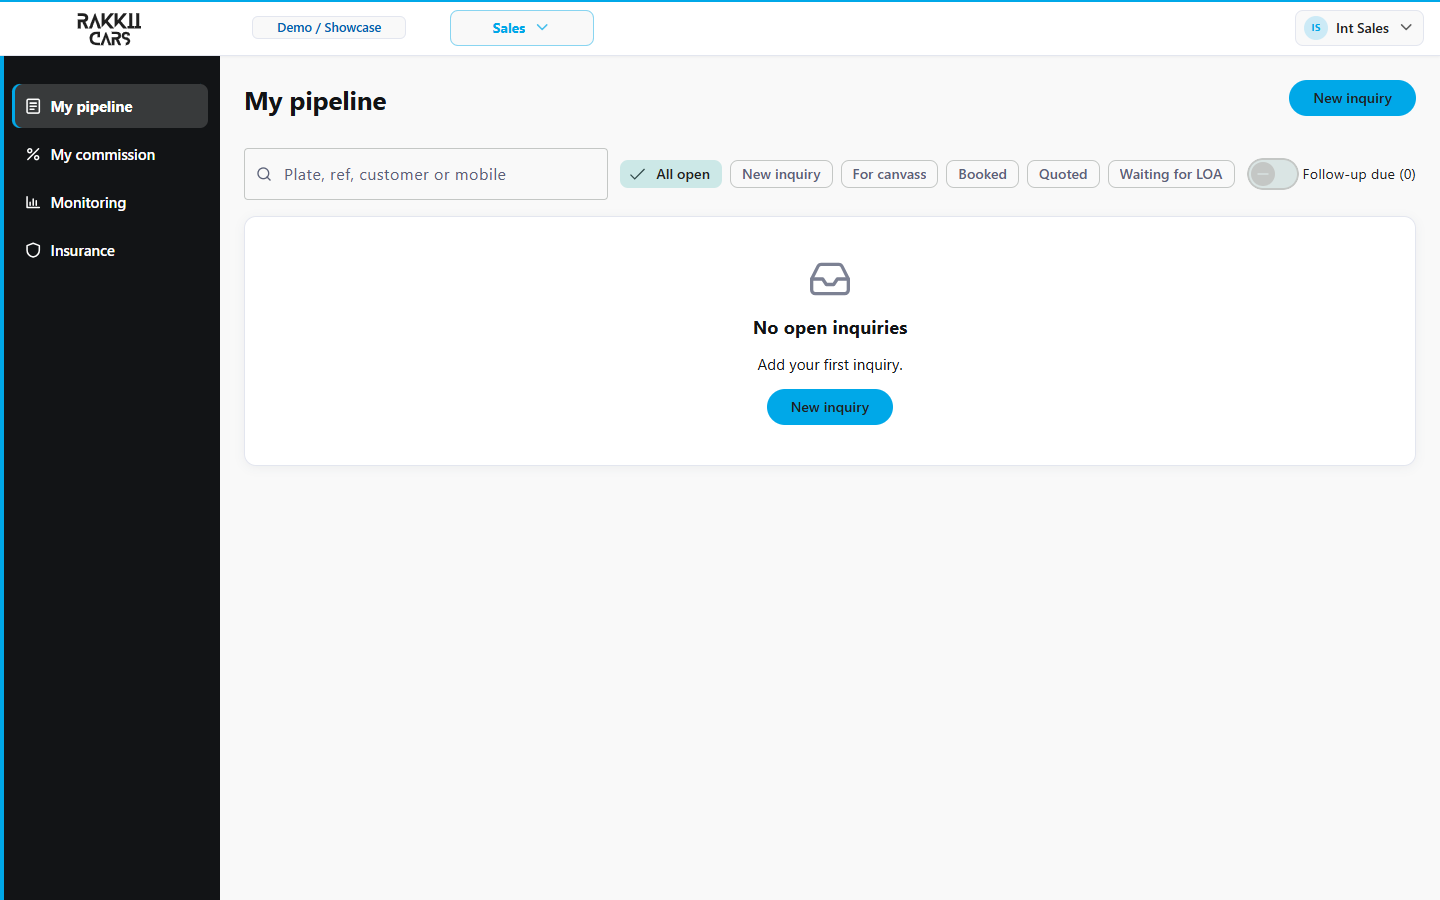 RAKKII
CARS
Demo / Showcase
Sales
IS
Int Sales
My pipeline
My commission
Monitoring
Insurance
My pipeline
New inquiry
Plate, ref, customer or mobile
All open
New inquiry
For canvass
Booked
Quoted
Waiting for LOA
Follow-up due (0)
No open inquiries
Add your first inquiry.
New inquiry